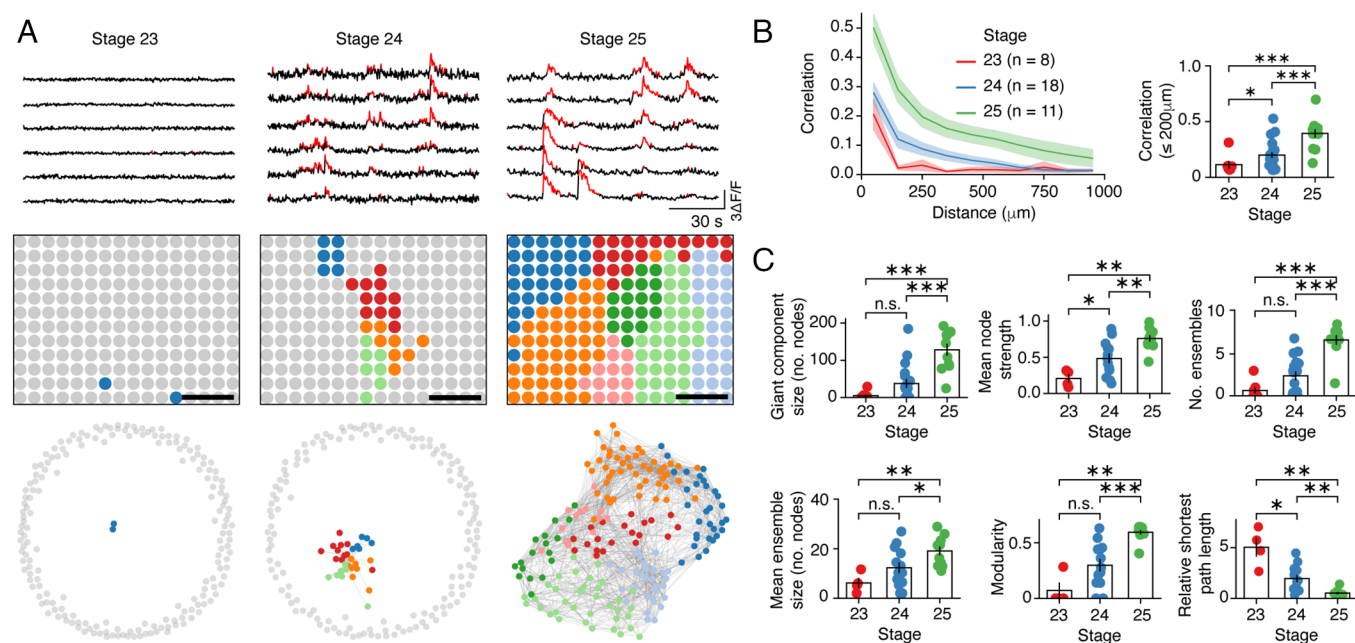 A
Stage 23
Stage 24
Stage 25
3ΔF/F
30 s
B
Correlation
0.5
0.4
0.3
0.2
0.1
0
0
250
500
750
1000
Distance (μm)
Stage
23 (n = 8)
24 (n = 18)
25 (n = 11)
Correlation
(≤ 200μm)
1.0
0.5
0
***
***
*
23
24
25
Stage
C
Giant component
size (no. nodes)
200
100
0
***
***
n.s.
23
24
25
Stage
Mean node
strength
1.0
0.5
0.0
**
**
*
23
24
25
Stage
No. ensembles
10
5
0
***
***
n.s.
23
24
25
Stage
Mean ensemble
size (no. nodes)
40
20
0
**
*
n.s.
23
24
25
Stage
Modularity
0.5
0
**
***
n.s.
23
24
25
Stage
Relative shortest
path length
5
0
**
**
*
23
24
25
Stage